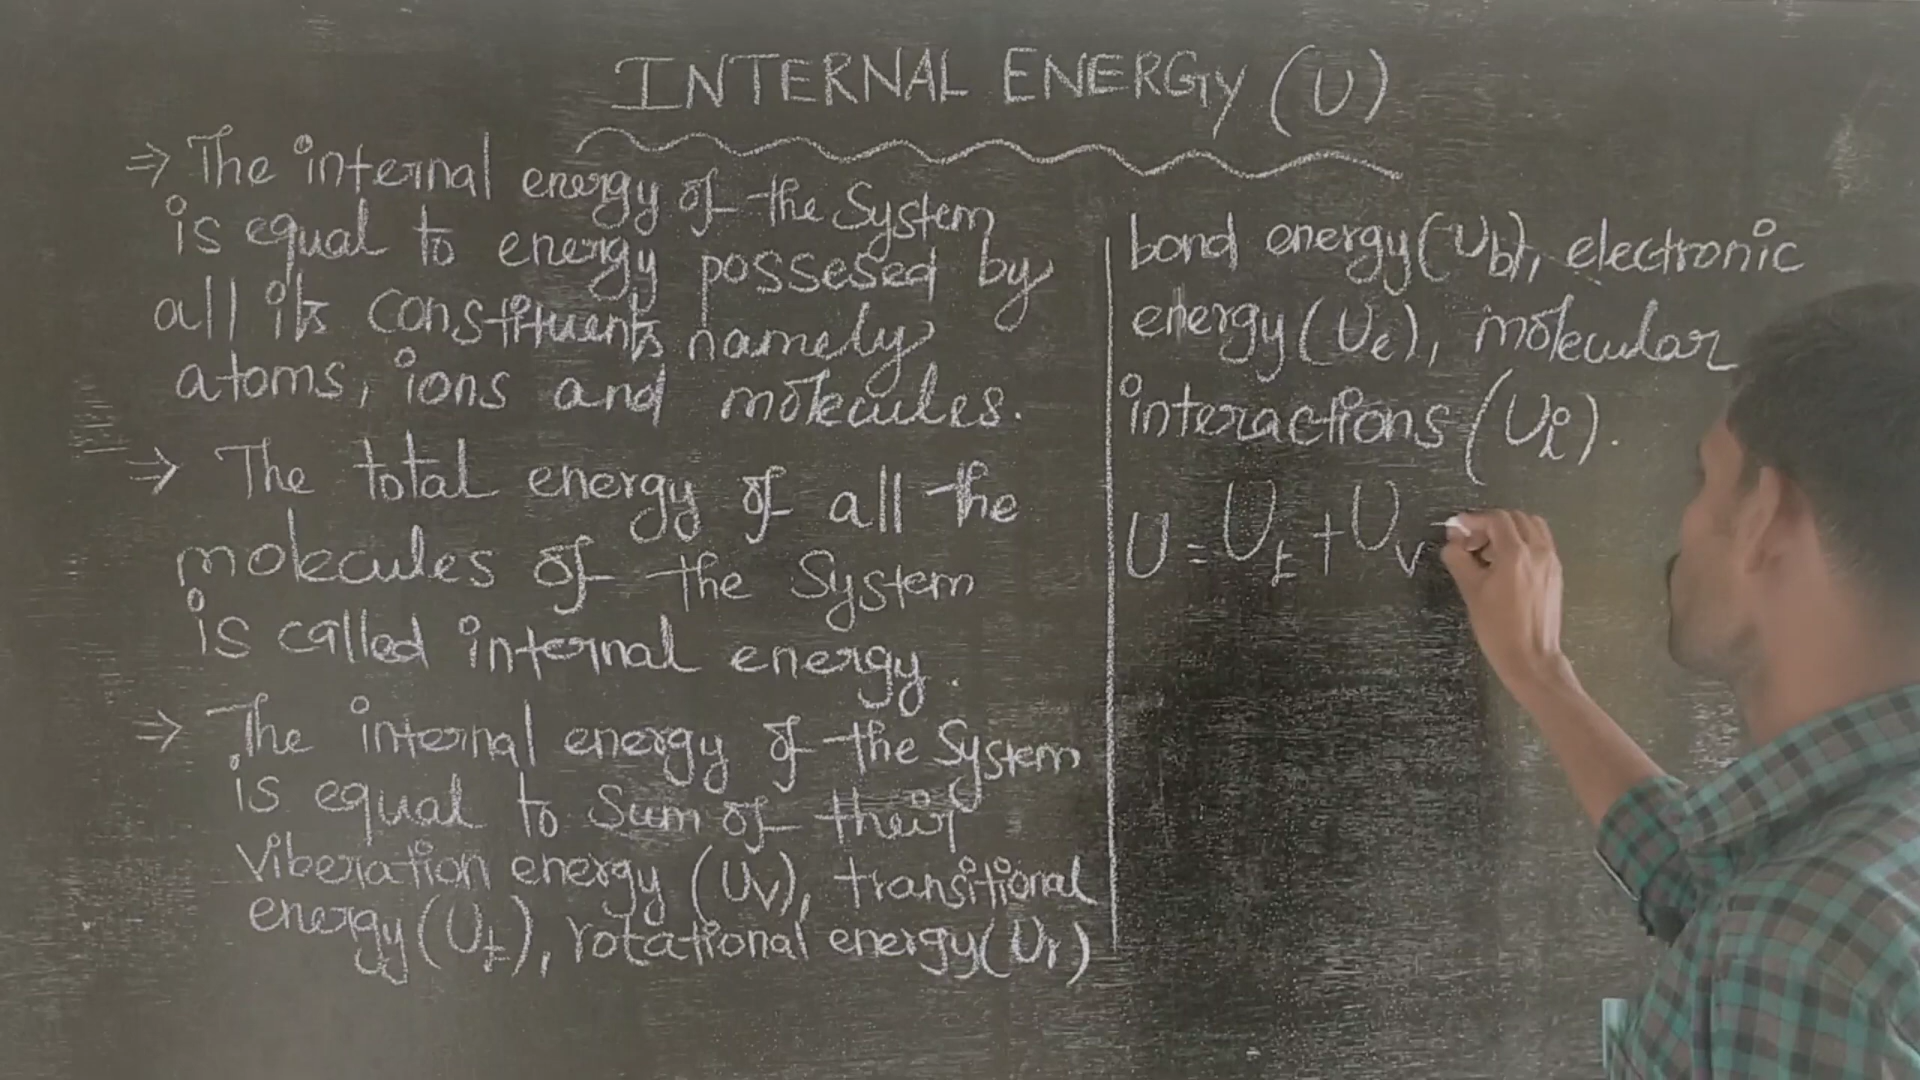 INTERNAL ENERGY (U)
⇒ The internal energy of the System
is equal to energy possesed by
all its constituents namely
atoms, ions and molecules.
⇒ The total energy of all the
molecules of the System
is called internal energy.
⇒ The internal energy of the System
is equal to Sum of their
Viberation energy (Uv), transitional
energy (Ut), rotational energy (Ur)
bond energy (Ub), electronic
energy (Ue), molecular
interactions (Ui).
U = Ut + Uv